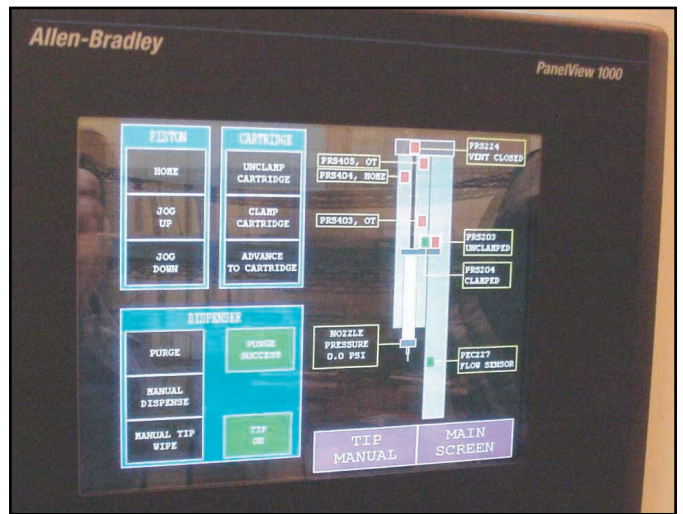 Allen-Bradley
PanelView 1000
PISTON
HOME
JOG
UP
JOG
DOWN
CARTRIDGE
UNCLAMP
CARTRIDGE
CLAMP
CARTRIDGE
ADVANCE
TO CARTRIDGE
PRS224
VENT CLOSED
PRS405, OT
PRS404, HOME
PRS403, OT
PRS203
UNCLAMPED
PRS204
CLAMPED
NOZZLE
PRESSURE
0.0 PSI
PEC227
FLOW SENSOR
DISPENSER
PURGE
MANUAL
DISPENSE
MANUAL TIP
WIPE
PURGE
SUCCESS
TIP
OK
TIP
MANUAL
MAIN
SCREEN